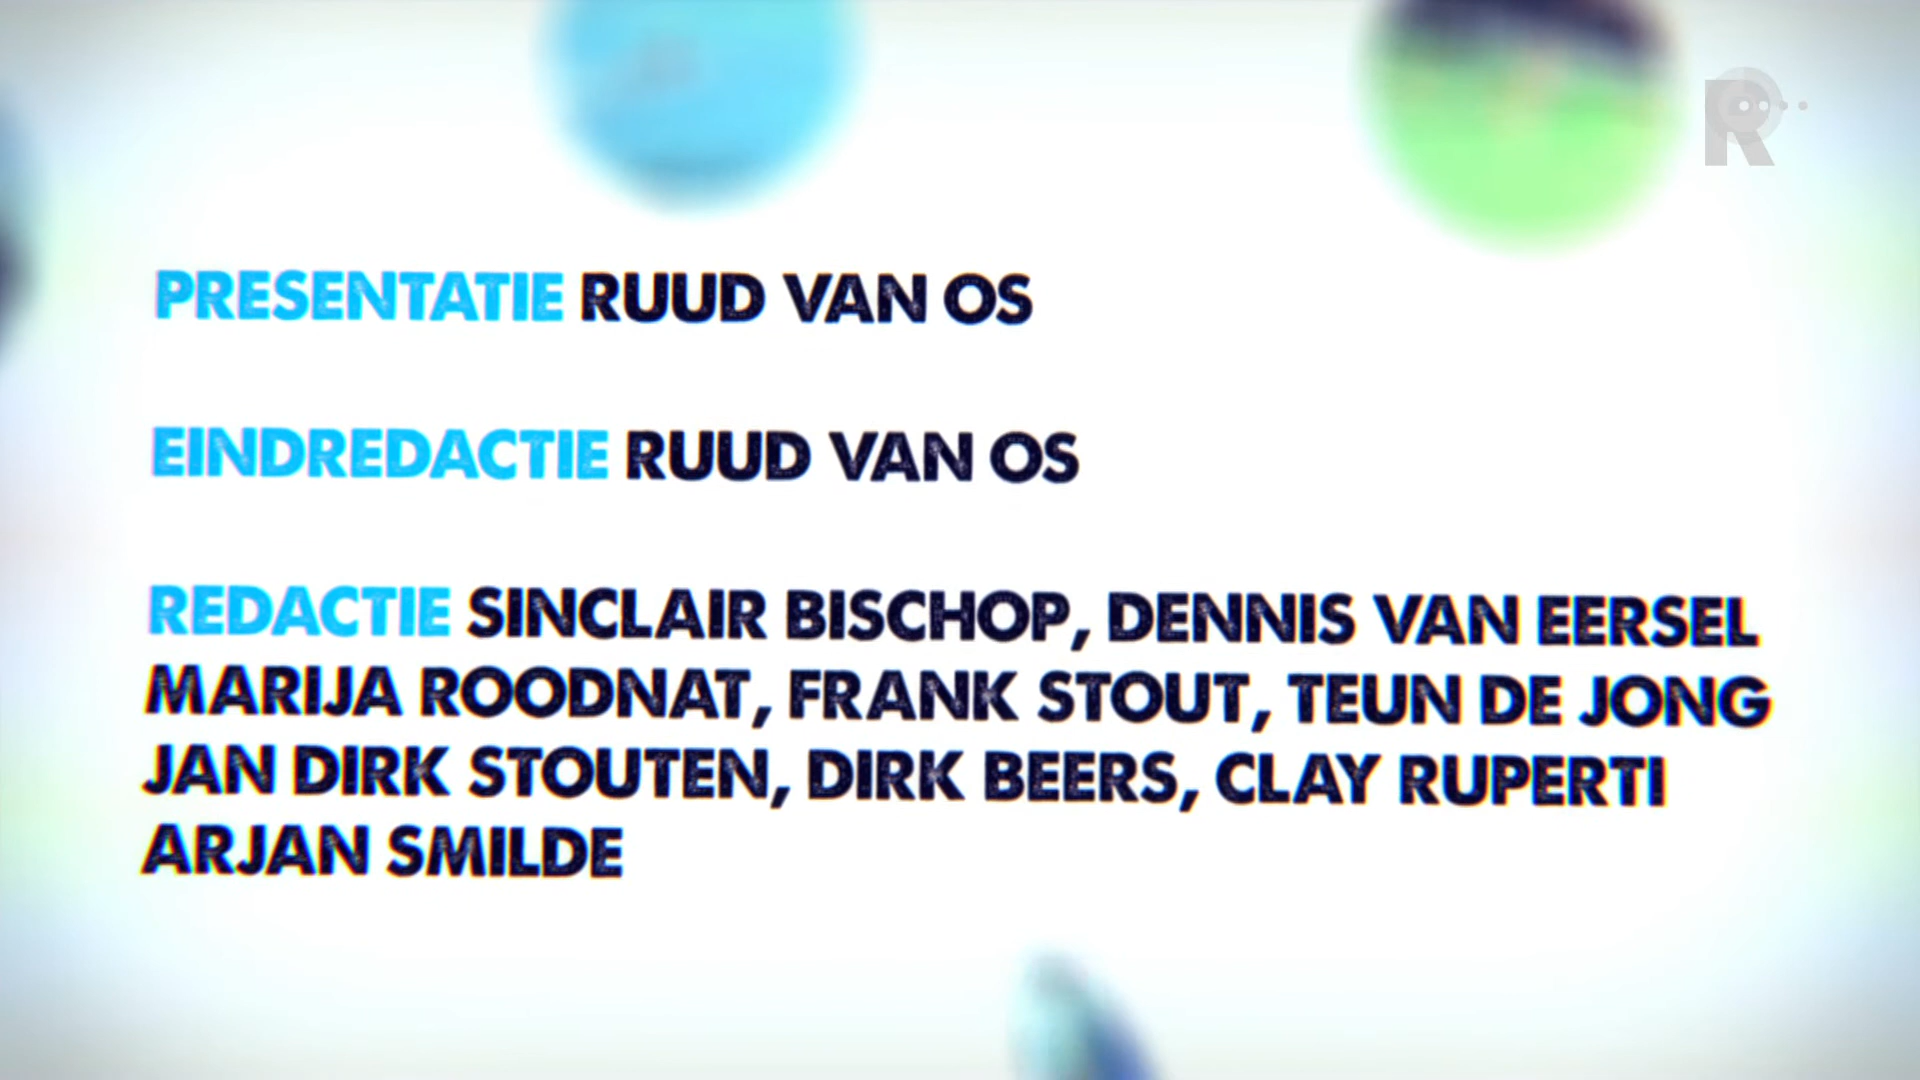 R
PRESENTATIE RUUD VAN OS
EINDREDACTIE RUUD VAN OS
REDACTIE SINCLAIR BISCHOP, DENNIS VAN EERSEL
MARIJA ROODNAT, FRANK STOUT, TEUN DE JONG
JAN DIRK STOUTEN, DIRK BEERS, CLAY RUPERTI
ARJAN SMILDE